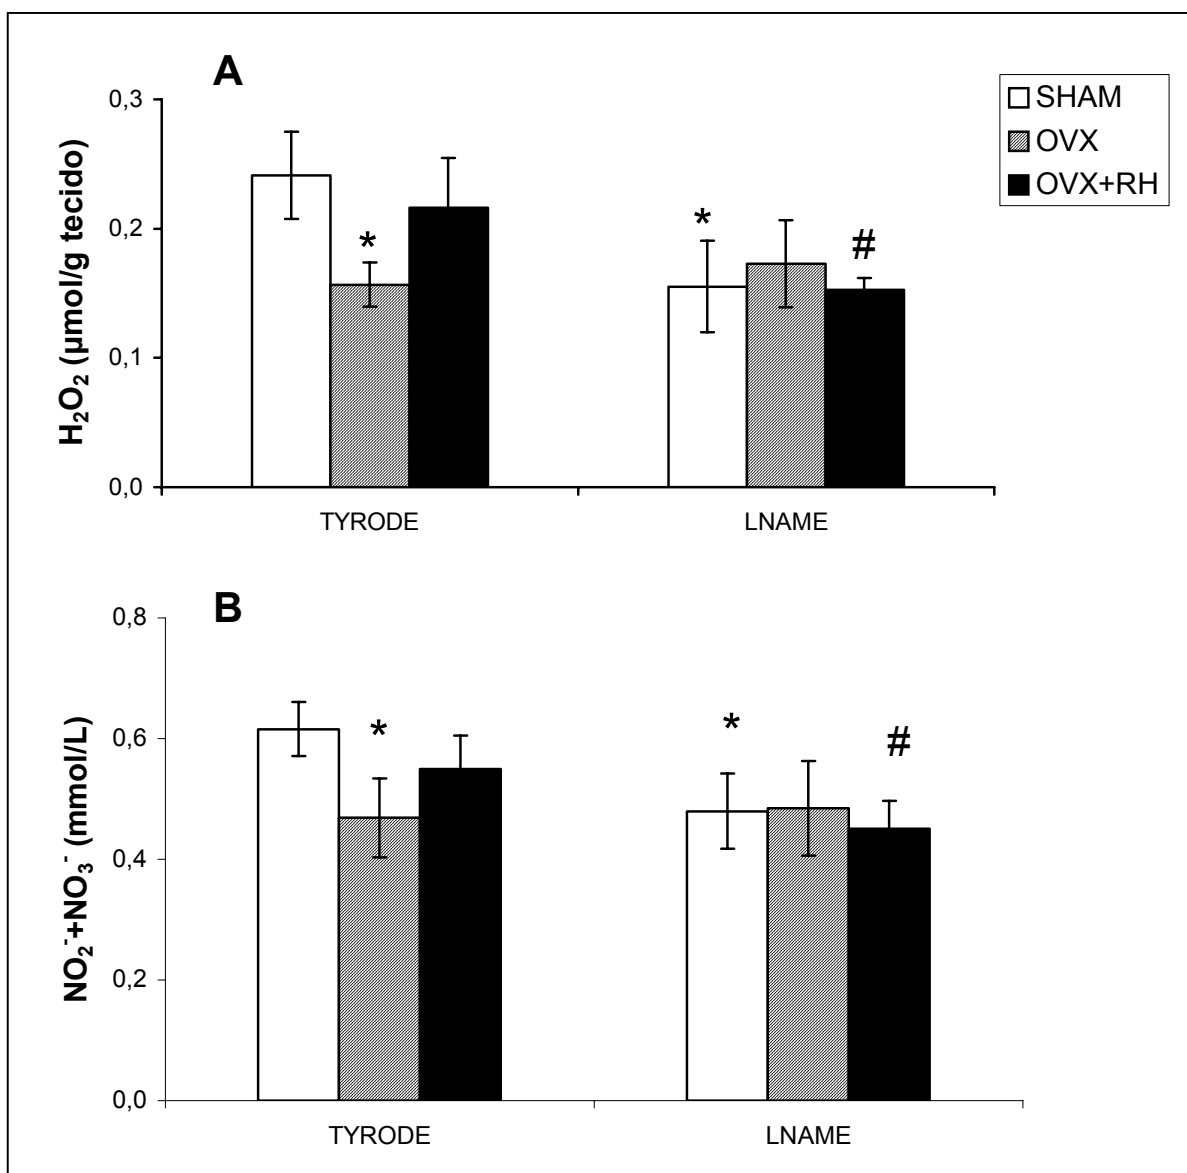 A
SHAM
OVX
OVX+RH
H₂O₂ (µmol/g tecido)
0,3
0,2
0,1
0,0
*
*
#
TYRODE LNAME
B
NO₂⁻+NO₃⁻ (mmol/L)
0,8
0,6
0,4
0,2
0,0
*
*
#
TYRODE LNAME